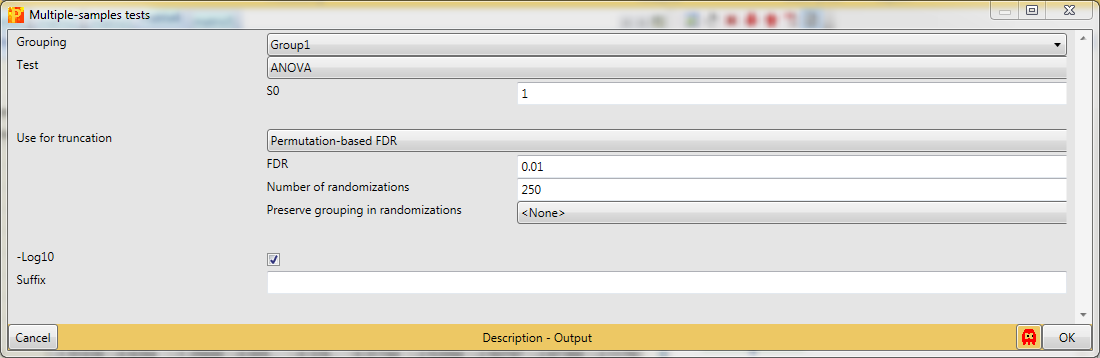 Multiple-samples tests
Grouping
Group1
Test
ANOVA
S0
1
Use for truncation
Permutation-based FDR
FDR
0.01
Number of randomizations
250
Preserve grouping in randomizations
<None>
-Log10
Suffix
Cancel
Description - Output
OK